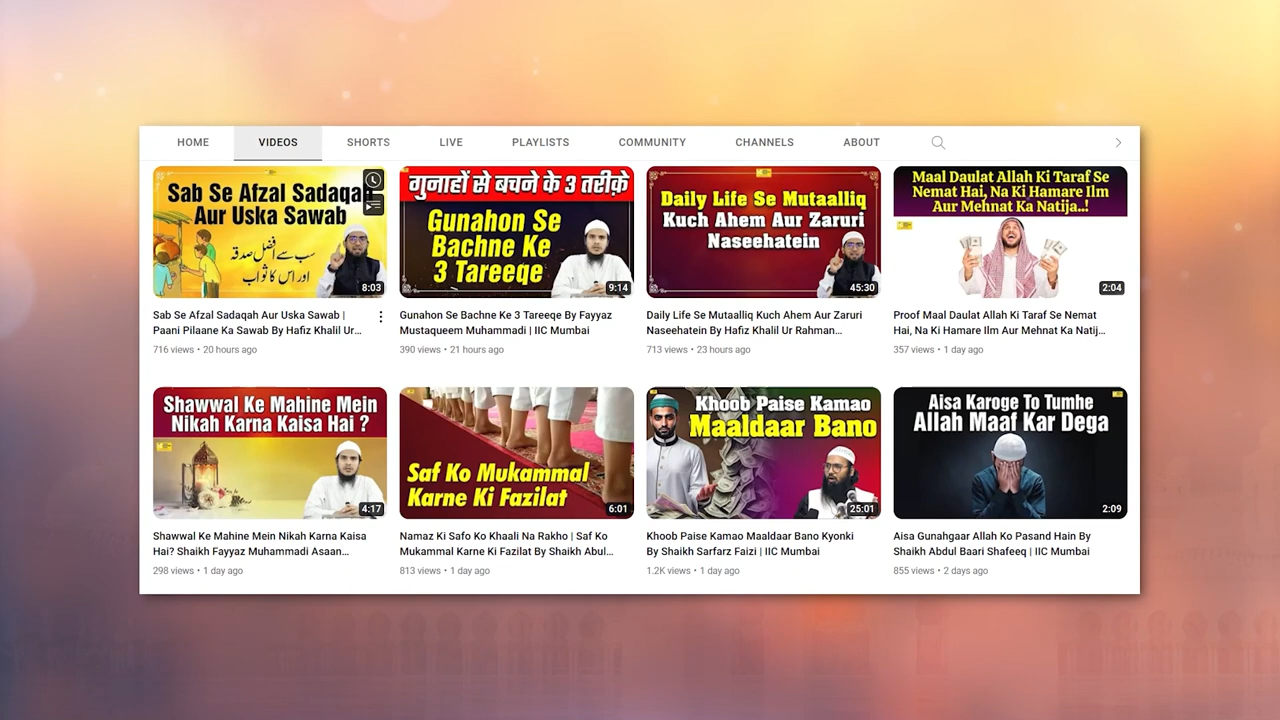 HOME VIDEOS SHORTS LIVE PLAYLISTS COMMUNITY CHANNELS ABOUT
Sab Se Afzal Sadaqah
Aur Uska Sawab
سب سے افضل صدقہ
اور اس کا ثواب
8:03
Sab Se Afzal Sadaqah Aur Uska Sawab |
Paani Pilaane Ka Sawab By Hafiz Khalil Ur...
716 views • 20 hours ago
गुनाहों से बचने के 3 तरीक़े
Gunahon Se
Bachne Ke
3 Tareeqe
9:14
Gunahon Se Bachne Ke 3 Tareeqe By Fayyaz
Mustaqueem Muhammadi | IIC Mumbai
390 views • 21 hours ago
Daily Life Se Mutaalliq
Kuch Ahem Aur Zaruri
Naseehatein
45:30
Daily Life Se Mutaalliq Kuch Ahem Aur Zaruri
Naseehatein By Hafiz Khalil Ur Rahman...
713 views • 23 hours ago
Maal Daulat Allah Ki Taraf Se
Nemat Hai, Na Ki Hamare Ilm
Aur Mehnat Ka Natija..!
2:04
Proof Maal Daulat Allah Ki Taraf Se Nemat
Hai, Na Ki Hamare Ilm Aur Mehnat Ka Natij...
357 views • 1 day ago
Shawwal Ke Mahine Mein
Nikah Karna Kaisa Hai ?
4:17
Shawwal Ke Mahine Mein Nikah Karna Kaisa
Hai? Shaikh Fayyaz Muhammadi Asaan...
298 views • 1 day ago
Saf Ko Mukammal
Karne Ki Fazilat
6:01
Namaz Ki Safo Ko Khaali Na Rakho | Saf Ko
Mukammal Karne Ki Fazilat By Shaikh Abul...
813 views • 1 day ago
Khoob Paise Kamao
Maaldaar Bano
25:01
Khoob Paise Kamao Maaldaar Bano Kyonki
By Shaikh Sarfarz Faizi | IIC Mumbai
1.2K views • 1 day ago
Aisa Karoge To Tumhe
Allah Maaf Kar Dega
2:09
Aisa Gunahgaar Allah Ko Pasand Hain By
Shaikh Abdul Baari Shafeeq | IIC Mumbai
855 views • 2 days ago